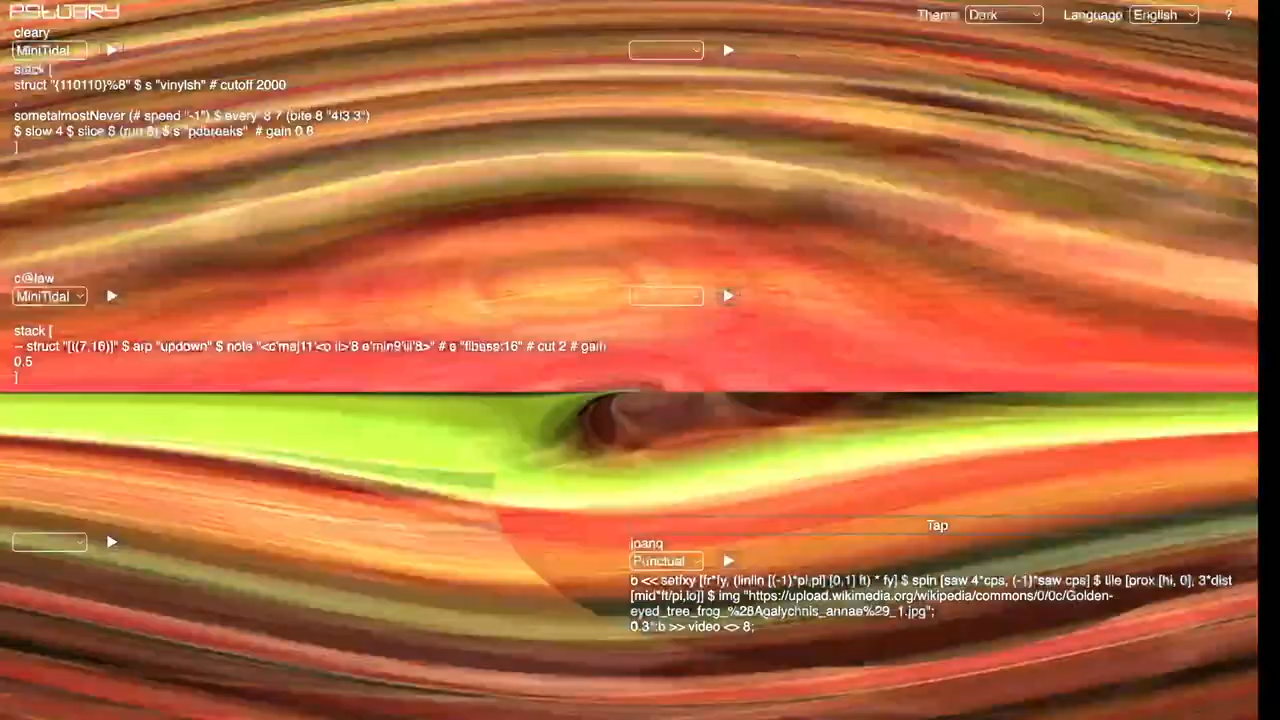 estuary
Theme Dark Language English ?
cleary
MiniTidal
stack [
struct "{110110}%8" $ s "vinylsh" # cutoff 2000
,
sometalmostNever (# speed "-1") $ every' 8 7 (bite 8 "4!3 3")
$ slow 4 $ slice 8 (run 8) $ s "pdbreaks" # gain 0.8
]
c@law
MiniTidal
stack [
-- struct "[t(7,16)]" $ arp "updown" $ note "<c'maj11'<o ii>'8 e'min9'ii'8>" # s "flbass:16" # cut 2 # gain
0.5
]
Tap
joanq
Punctual
b << setfxy [fr*fy, (linlin [(-1)*pi,pi] [0,1] ft) * fy] $ spin [saw 4*cps, (-1)*saw cps] $ tile [prox [hi, 0], 3*dist
[mid*ft/pi,lo]] $ img "https://upload.wikimedia.org/wikipedia/commons/0/0c/Golden-
eyed_tree_frog_%28Agalychnis_annae%29_1.jpg";
0.3*:b >> video <> 8;